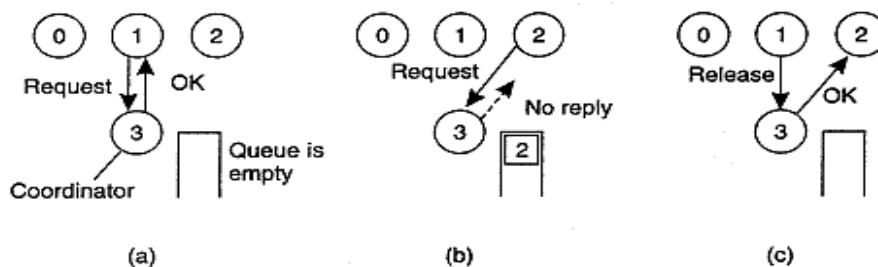 0 1 2
Request OK
3
Coordinator
Queue is
empty
(a)
0 1 2
Request
No reply
3
2
(b)
0 1 2
Release
OK
3
(c)